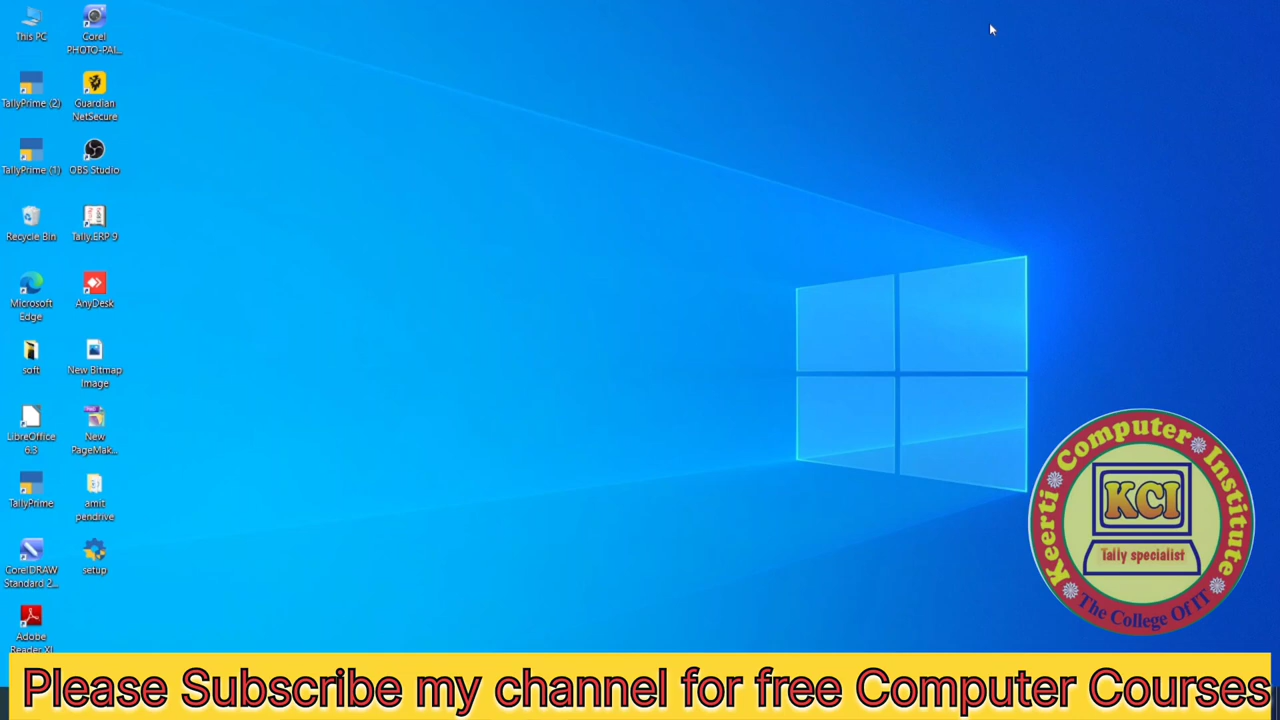 This PC
Corel
PHOTO-PAI...
TallyPrime (2)
Guardian
NetSecure
TallyPrime (1)
OBS Studio
Recycle Bin
Tally.ERP 9
Microsoft
Edge
AnyDesk
soft
New Bitmap
Image
LibreOffice
6.3
New
PageMak...
TallyPrime
amit
pendrive
CorelDRAW
Standard 2...
setup
Adobe
Reader XI
Keerti Computer Institute
KCI
Tally specialist
The College Of IT
Please Subscribe my channel for free Computer Courses